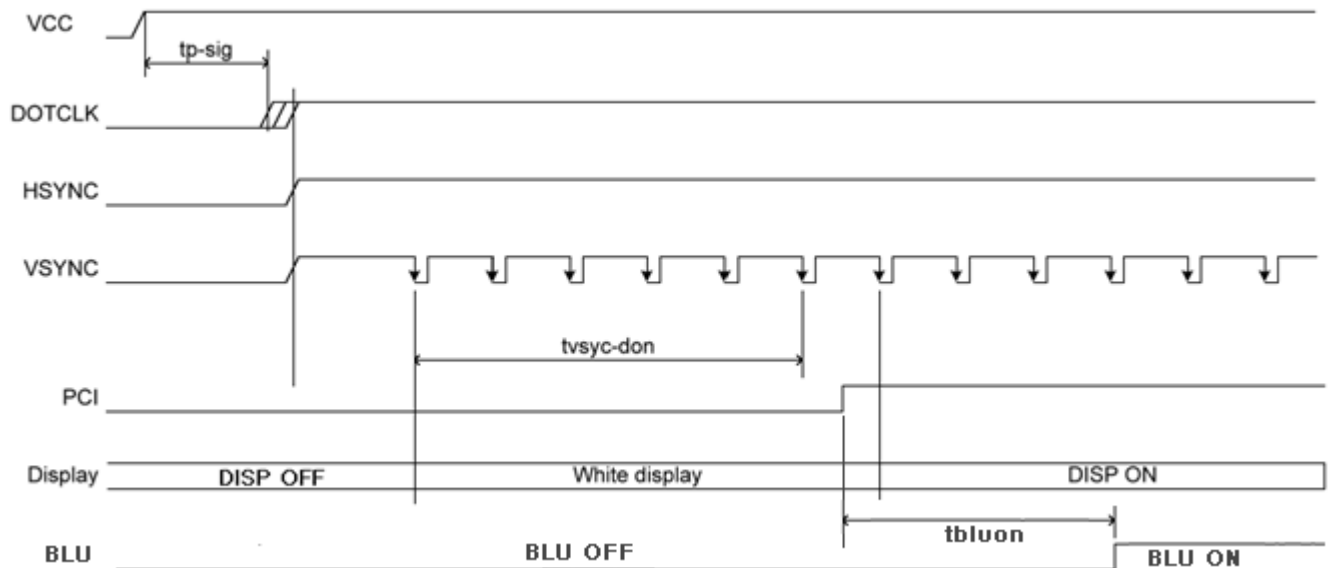 VCC
tp-sig
DOTCLK
HSYNC
VSYNC
tvsyc-don
PCI
Display DISP OFF White display DISP ON
tbluon
BLU BLU OFF BLU ON